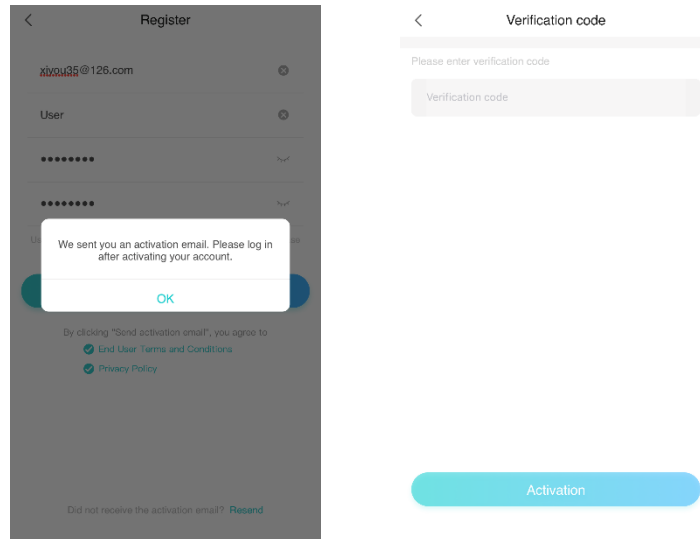 Register
xiyou35@126.com
User
We sent you an activation email. Please log in
after activating your account.
OK
By clicking "Send activation email", you agree to
End User Terms and Conditions
Privacy Policy
Did not receive the activation email? Resend
Verification code
Please enter verification code
Verification code
Activation